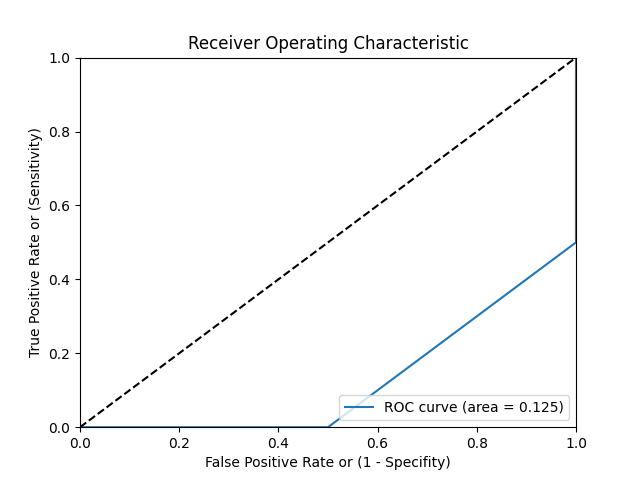 Receiver Operating Characteristic
1.0
0.8
0.6
0.4
0.2
0.0
True Positive Rate or (Sensitivity)
ROC curve (area = 0.125)
0.0 0.2 0.4 0.6 0.8 1.0
False Positive Rate or (1 - Specifity)